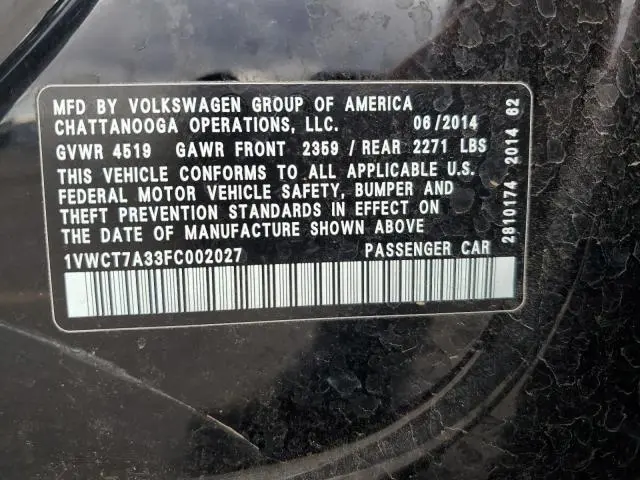 MFD BY VOLKSWAGEN GROUP OF AMERICA
CHATTANOOGA OPERATIONS, LLC. 06/2014
GVWR 4519 GAWR FRONT 2359 / REAR 2271 LBS
THIS VEHICLE CONFORMS TO ALL APPLICABLE U.S.
FEDERAL MOTOR VEHICLE SAFETY, BUMPER AND
THEFT PREVENTION STANDARDS IN EFFECT ON
THE DATE OF MANUFACTURE SHOWN ABOVE
1VWCT7A33FC002027 PASSENGER CAR
2810174 2014 62